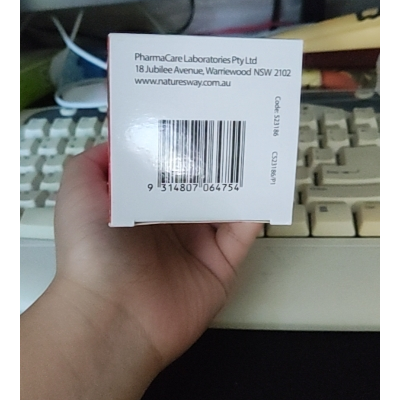 PharmaCare Laboratories Pty Ltd
18 Jubilee Avenue, Warriewood NSW 2102
www.naturesway.com.au
Code: 523186
C523186/P1
9 314807 064754